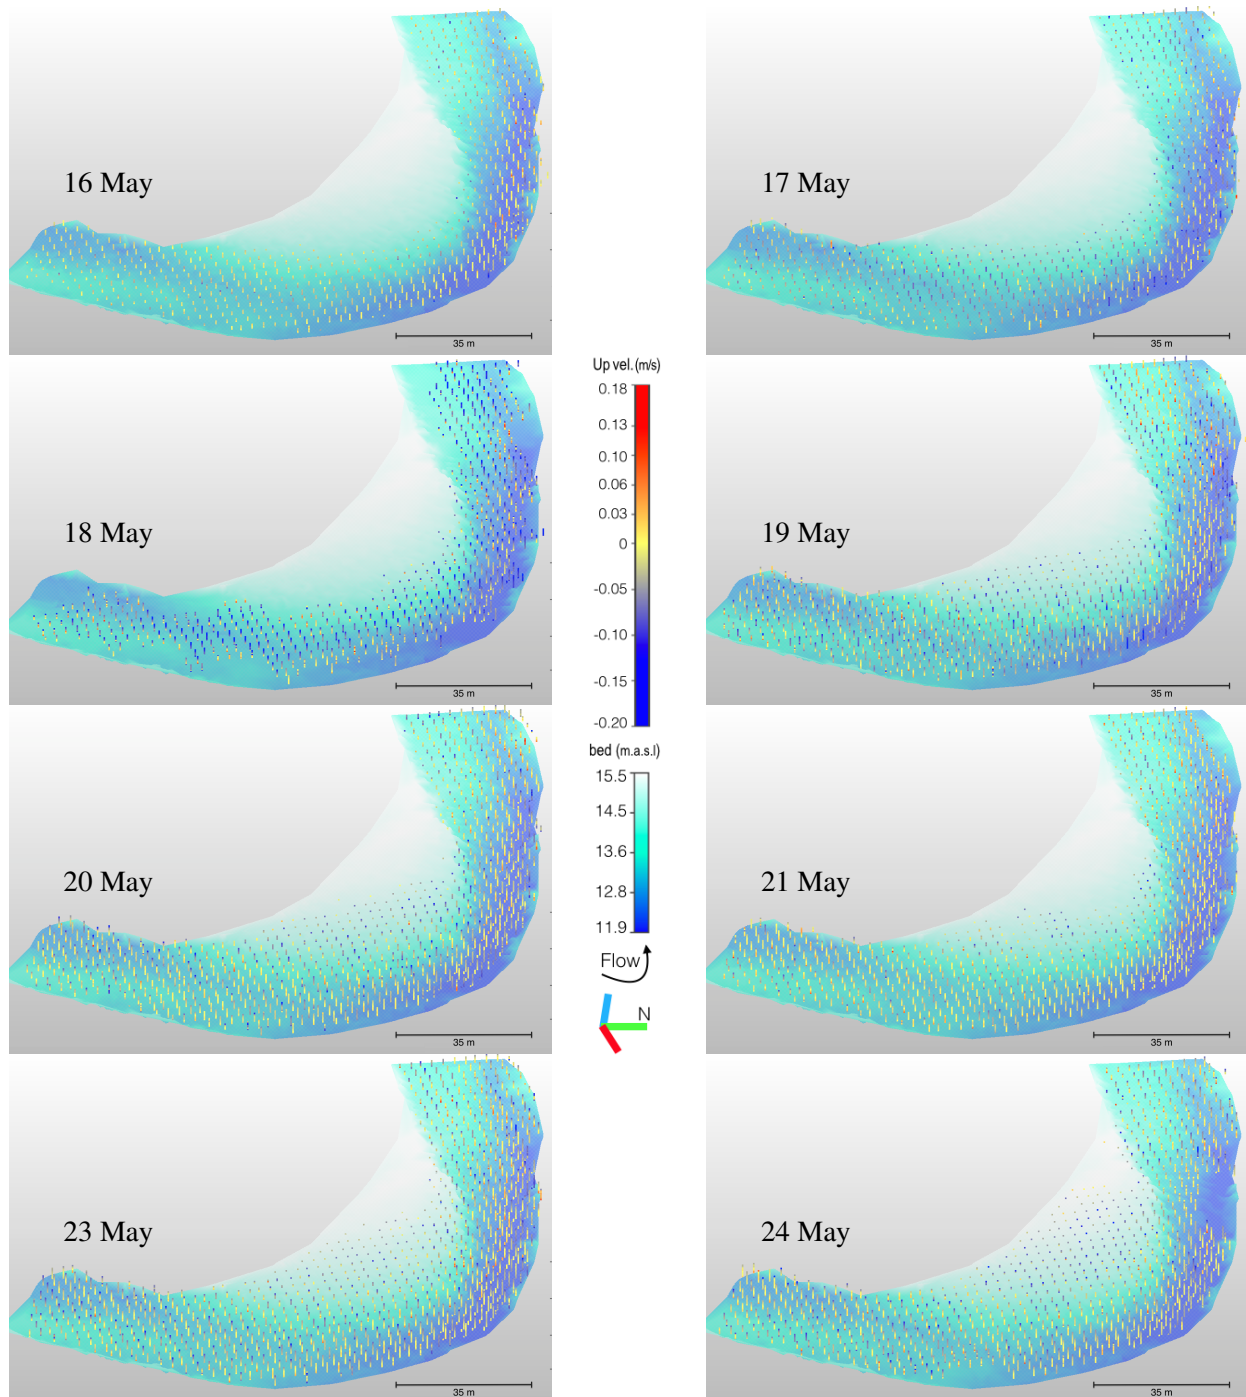 16 May
35 m
17 May
35 m
18 May
35 m
Up vel. (m/s)
0.18
0.13
0.10
0.06
0.03
0
-0.05
-0.10
-0.15
-0.20
bed (m.a.s.l)
15.5
14.5
13.6
12.8
11.9
Flow
N
19 May
35 m
20 May
35 m
21 May
35 m
23 May
35 m
24 May
35 m